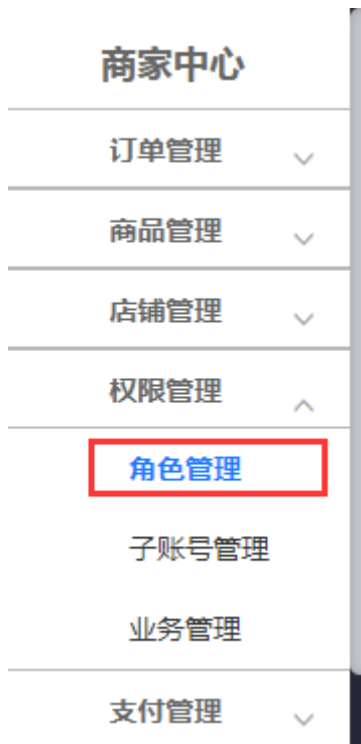 商家中心
订单管理
商品管理
店铺管理
权限管理
角色管理
子账号管理
业务管理
支付管理